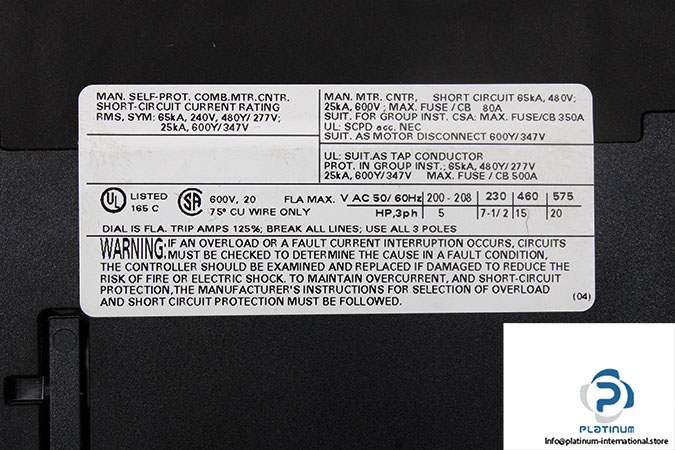 MAN. SELF-PROT. COMB.MTR.CNTR.
SHORT-CIRCUIT CURRENT RATING
RMS, SYM: 65kA, 240V, 480Y/ 277V;
25kA, 600Y/347V
MAN. MTR. CNTR, SHORT CIRCUIT 65kA, 480V;
25kA, 600V ; MAX. FUSE / CB 80A
SUIT. FOR GROUP INST. CSA: MAX. FUSE/CB 350A
UL: SCPD acc. NEC
SUIT. AS MOTOR DISCONNECT 600Y/ 347V
UL: SUIT.AS TAP CONDUCTOR
PROT. IN GROUP INST.; 65kA, 480Y/277V
25kA, 600Y/347V MAX. FUSE / CB 500A
UL LISTED 165 C
SA 600V, 20
75° CU WIRE ONLY
FLA MAX. V AC 50/ 60Hz 200 - 208 230 460 575
HP,3ph 5 7-1/2 15 20
DIAL IS FLA. TRIP AMPS 125%; BREAK ALL LINES; USE ALL 3 POLES
WARNING: IF AN OVERLOAD OR A FAULT CURRENT INTERRUPTION OCCURS, CIRCUITS
MUST BE CHECKED TO DETERMINE THE CAUSE IN A FAULT CONDITION,
THE CONTROLLER SHOULD BE EXAMINED AND REPLACED IF DAMAGED TO REDUCE THE
RISK OF FIRE OR ELECTRIC SHOCK. TO MAINTAIN OVERCURRENT, AND SHORT-CIRCUIT
PROTECTION,THE MANUFACTURER'S INSTRUCTIONS FOR SELECTION OF OVERLOAD
AND SHORT CIRCUIT PROTECTION MUST BE FOLLOWED.
(04)
PLATINUM
Info@platinum-international.store